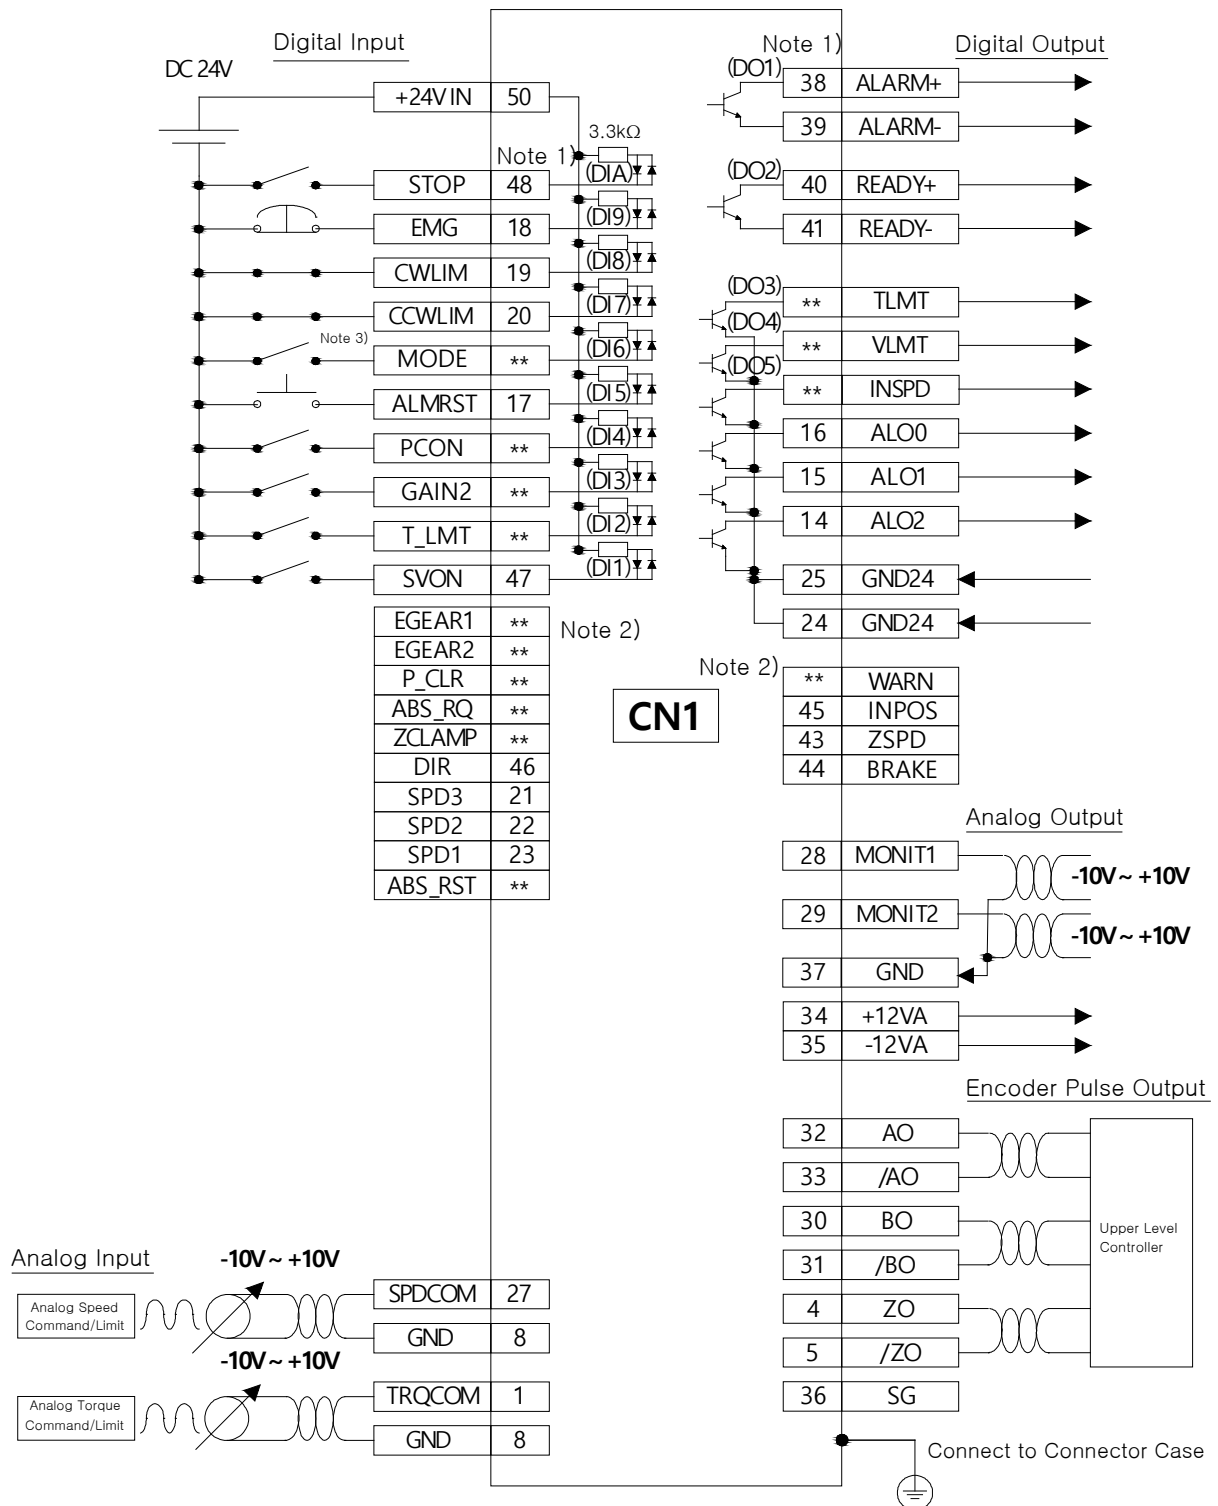 Digital Input
DC 24V
+24V IN 50
3.3kΩ
Note 1)
STOP 48 (DIA)
EMG 18 (DI9)
CWLIM 19 (DI8)
CCWLIM 20 (DI7)
Note 3)
MODE ** (DI6)
ALMRST 17 (DI5)
PCON ** (DI4)
GAIN2 ** (DI3)
T_LMT ** (DI2)
SVON 47 (DI1)
EGEAR1 **
Note 2)
EGEAR2 **
P_CLR **
ABS_RQ **
ZCLAMP **
DIR 46
SPD3 21
SPD2 22
SPD1 23
ABS_RST **
CN1
Note 1)
Digital Output
(DO1) 38 ALARM+
39 ALARM-
(DO2) 40 READY+
41 READY-
(DO3) ** TLMT
(DO4) ** VLMT
(DO5) ** INSPD
16 ALO0
15 ALO1
14 ALO2
25 GND24
24 GND24
Note 2)
** WARN
45 INPOS
43 ZSPD
44 BRAKE
Analog Output
28 MONIT1
-10V ~ +10V
29 MONIT2
-10V ~ +10V
37 GND
34 +12VA
35 -12VA
Encoder Pulse Output
32 AO
33 /AO
30 BO
31 /BO
4 ZO
5 /ZO
36 SG
Upper Level
Controller
Connect to Connector Case
Analog Input
-10V ~ +10V
Analog Speed
Command/Limit
SPDCOM 27
GND 8
-10V ~ +10V
Analog Torque
Command/Limit
TRQCOM 1
GND 8